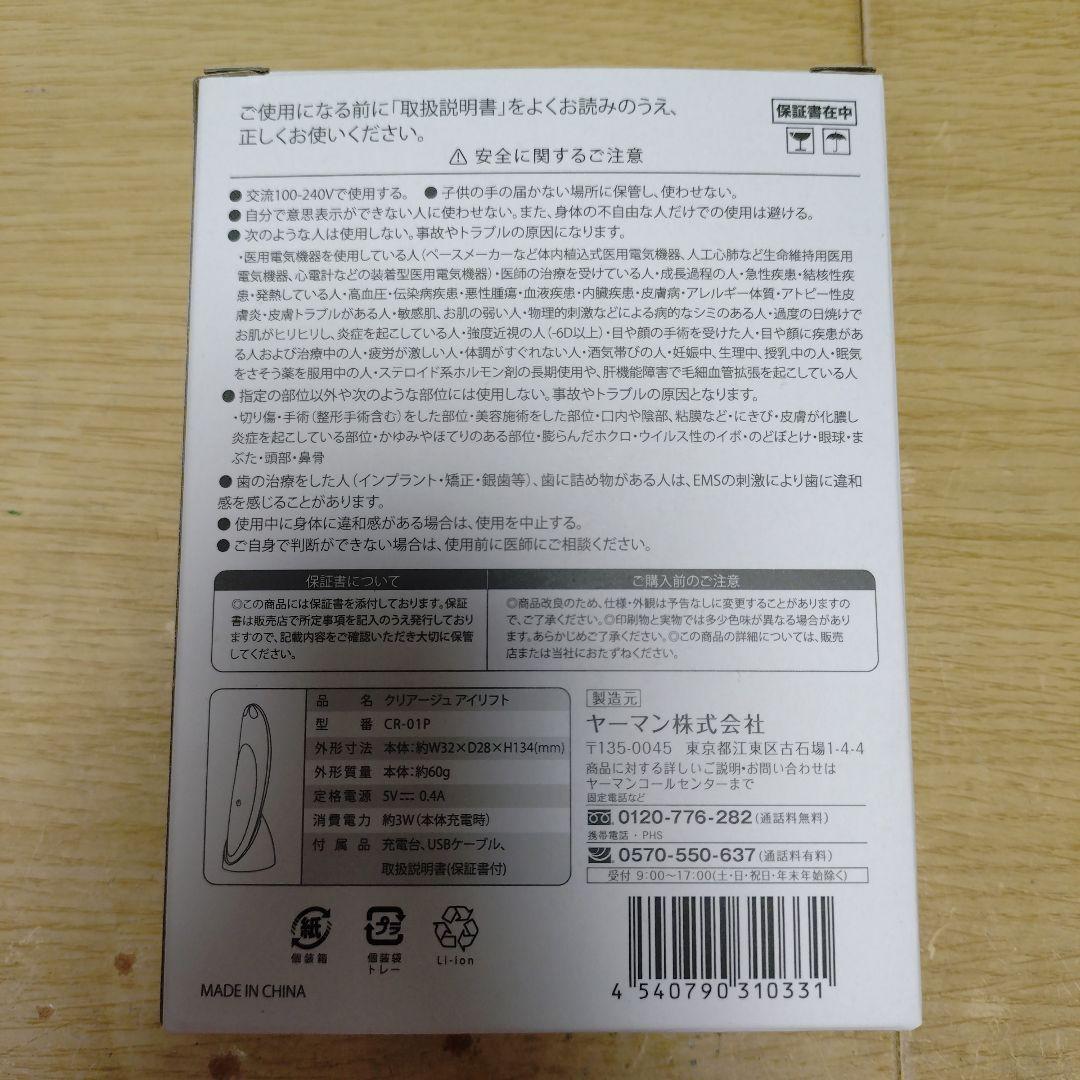 ご使用になる前に「取扱説明書」をよくお読みのうえ、
正しくお使いください。
保証書在中
⚠ 安全に関するご注意
● 交流100-240Vで使用する。 ● 子供の手の届かない場所に保管し、使わせない。
● 自分で意思表示ができない人に使わせない。また、身体の不自由な人だけでの使用は避ける。
● 次のような人は使用しない。事故やトラブルの原因になります。
・医用電気機器を使用している人（ペースメーカーなど体内植込式医用電気機器、人工心肺など生命維持用医用
電気機器、心電計などの装着型医用電気機器）・医師の治療を受けている人・成長過程の人・急性疾患・結核性疾
患・発熱している人・高血圧・伝染病疾患・悪性腫瘍・血液疾患・内臓疾患・皮膚病・アレルギー体質・アトピー性皮
膚炎・皮膚トラブルがある人・敏感肌、お肌の弱い人・物理的刺激などによる病的なシミのある人・過度の日焼けで
お肌がヒリヒリし、炎症を起こしている人・強度近視の人（-6D以上）・目や顔の手術を受けた人・目や顔に疾患があ
る人および治療中の人・疲労が激しい人・体調がすぐれない人・酒気帯びの人・妊娠中、生理中、授乳中の人・眠気
をさそう薬を服用中の人・ステロイド系ホルモン剤の長期使用や、肝機能障害で毛細血管拡張を起こしている人
● 指定の部位以外や次のような部位には使用しない。事故やトラブルの原因となります。
・切り傷・手術（整形手術含む）をした部位・美容施術をした部位・口内や陰部、粘膜など・にきび・皮膚が化膿し
炎症を起こしている部位・かゆみやほてりのある部位・膨らんだホクロ・ウイルス性のイボ・のどぼとけ・眼球・ま
ぶた・頭部・鼻骨
● 歯の治療をした人（インプラント・矯正・銀歯等）、歯に詰め物がある人は、EMSの刺激により歯に違和
感を感じることがあります。
● 使用中に身体に違和感がある場合は、使用を中止する。
● ご自身で判断ができない場合は、使用前に医師にご相談ください。
保証書について
◎この商品には保証書を添付しております。保証
書は販売店で所定事項を記入のうえ発行しており
ますので、記載内容をご確認いただき大切に保管
してください。
ご購入前のご注意
◎商品改良のため、仕様・外観は予告なしに変更することがありますの
で、ご了承ください。◎印刷物と実物では多少色味が異なる場合があり
ます。あらかじめご了承ください。◎この商品の詳細については、販売
店または当社におたずねください。
品名 クリアージュ アイリフト
型番 CR-01P
外形寸法 本体：約W32×D28×H134(mm)
外形質量 本体：約60g
定格電源 5V⎓ 0.4A
消費電力 約3W（本体充電時）
付属品 充電台、USBケーブル、
取扱説明書(保証書付)
製造元
ヤーマン株式会社
〒135-0045 東京都江東区古石場1-4-4
商品に対する詳しいご説明・お問い合わせは
ヤーマンコールセンターまで
固定電話など
0120-776-282（通話料無料）
携帯電話・PHS
0570-550-637（通話料有料）
受付 9:00～17:00（土・日・祝日・年末年始除く）
紙
個装箱
プラ
個装袋
トレー
Li-ion
MADE IN CHINA
4 540790 310331